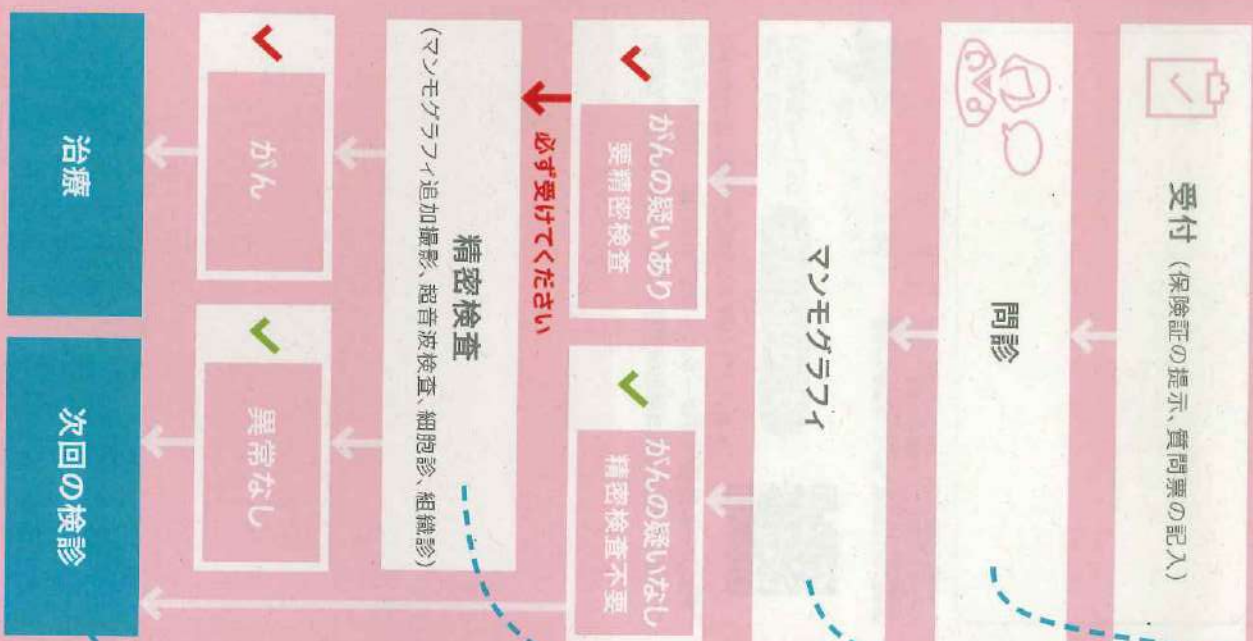 受付（保険証の提示、質問票の記入）
問診
マンモグラフィ
がんの疑いあり
要精密検査
がんの疑いなし
精密検査不要
必ず受けてください
精密検査
（マンモグラフィ追加撮影、超音波検査、細胞診、組織診）
がん
異常なし
治療
次回の検診